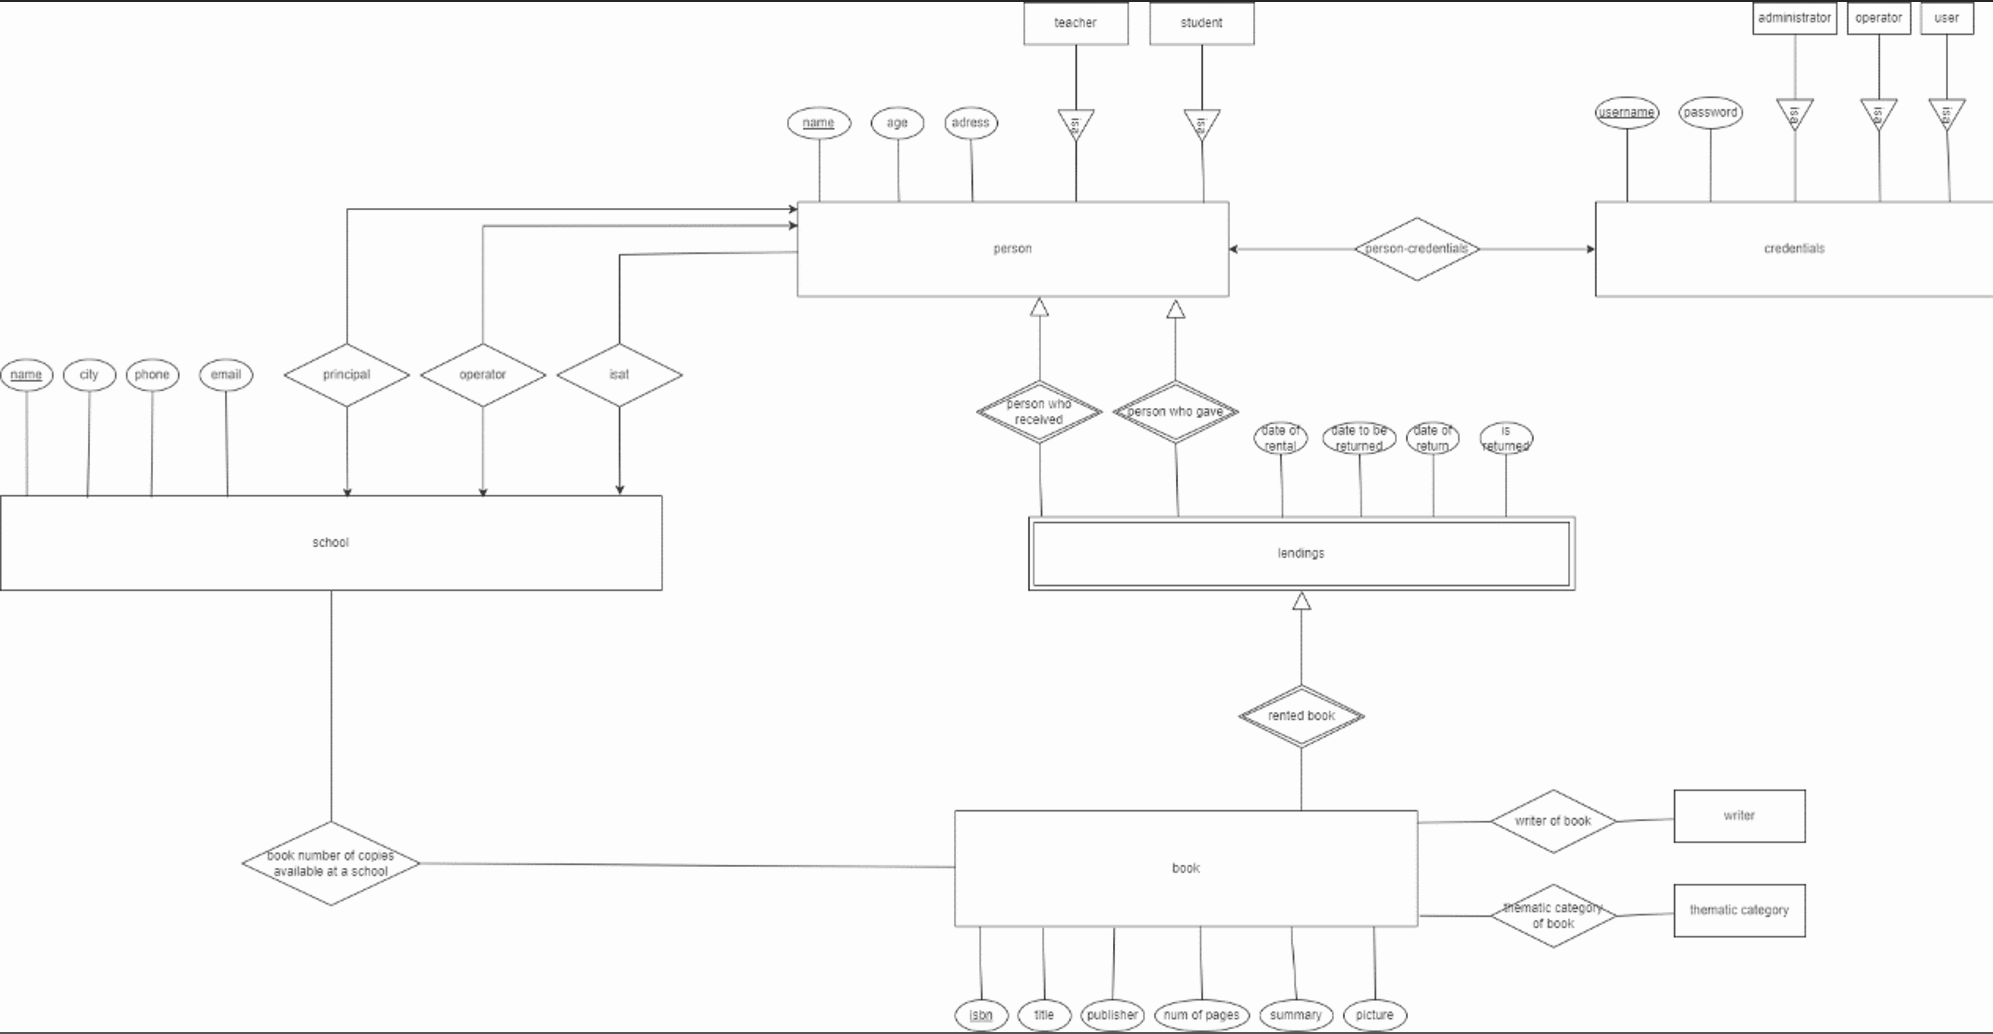 teacher
student
administrator
operator
user
name
age
adress
isa
isa
username
password
isa
isa
isa
person
person-credentials
credentials
name
city
phone
email
principal
operator
isat
person who
received
person who gave
date of
rental
date to be
returned
date of
return
is
returned
school
lendings
rented book
book number of copies
available at a school
book
writer of book
writer
thematic category
of book
thematic category
isbn
title
publisher
num of pages
summary
picture